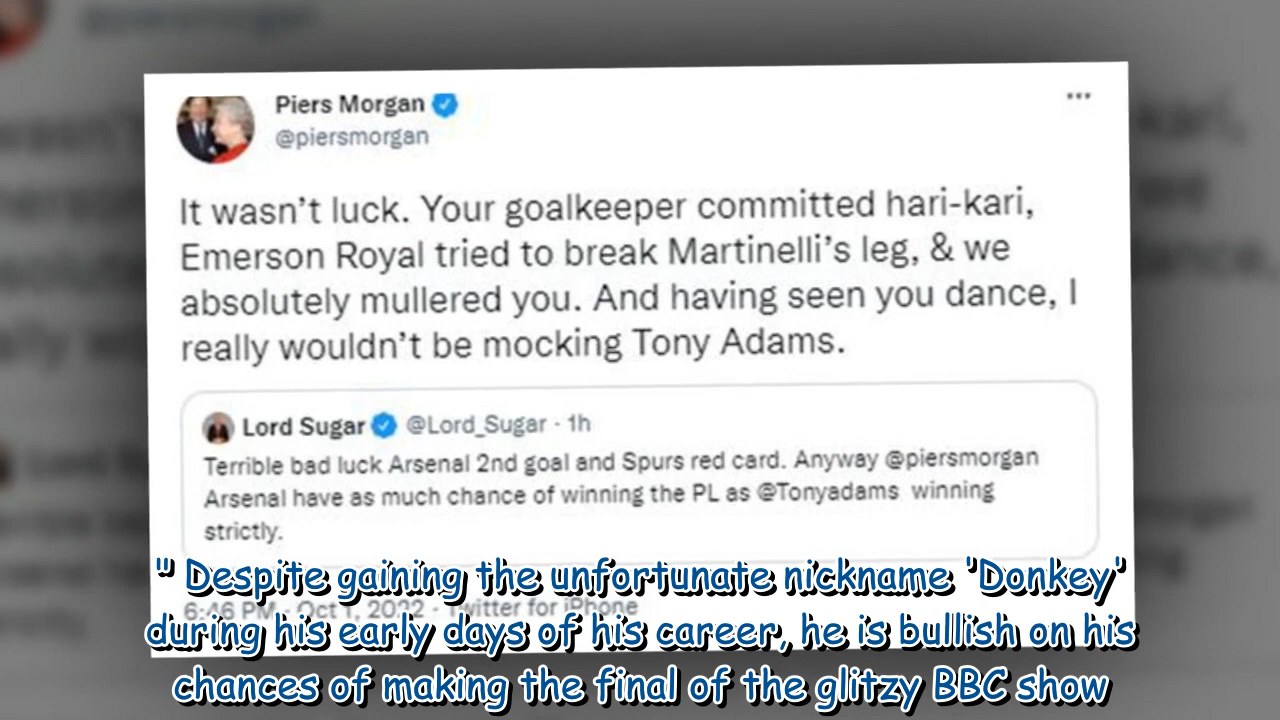 Piers Morgan
@piersmorgan
It wasn't luck. Your goalkeeper committed hari-kari,
Emerson Royal tried to break Martinelli's leg, & we
absolutely mullered you. And having seen you dance, I
really wouldn't be mocking Tony Adams.
Lord Sugar @Lord_Sugar · 1h
Terrible bad luck Arsenal 2nd goal and Spurs red card. Anyway @piersmorgan
Arsenal have as much chance of winning the PL as @Tonyadams winning
strictly.
6:46 PM · Oct 1, 2022 · Twitter for iPhone
" Despite gaining the unfortunate nickname 'Donkey'
during his early days of his career, he is bullish on his
chances of making the final of the glitzy BBC show